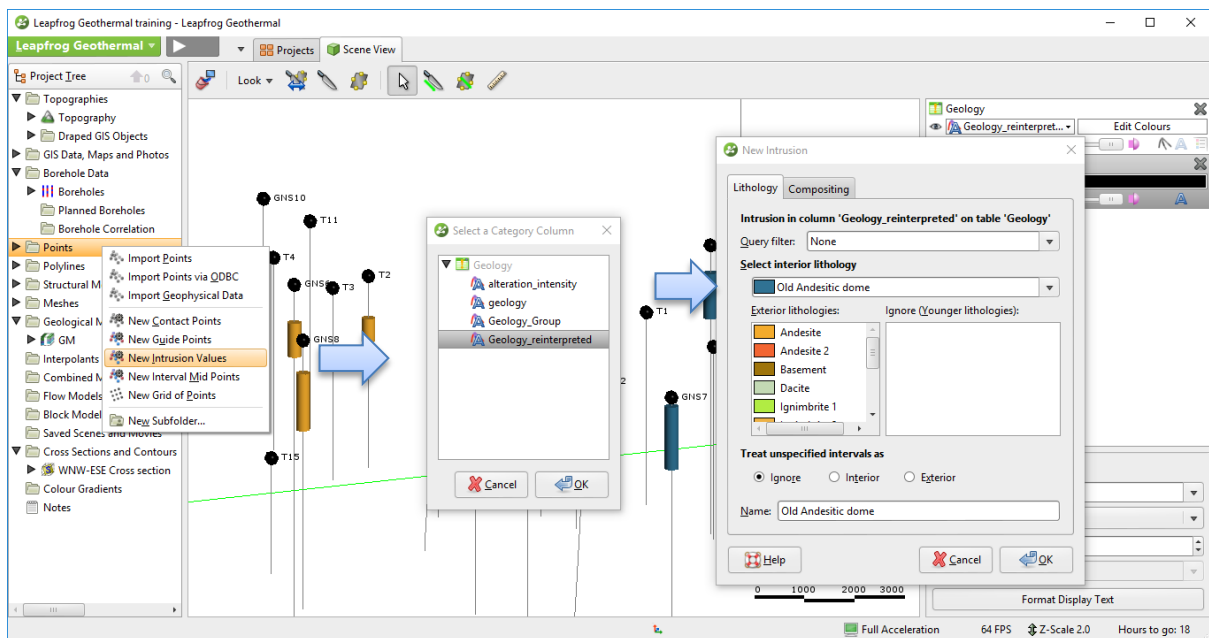 Leapfrog Geothermal training - Leapfrog Geothermal
Leapfrog Geothermal
Projects
Scene View
Project Tree
0
Look
Topographies
Topography
Draped GIS Objects
GIS Data, Maps and Photos
Borehole Data
Boreholes
Planned Boreholes
Borehole Correlation
Points
Polylines
Structural M
Meshes
Geological M
GM
Interpolants
Combined M
Flow Models
Block Model
Saved Scenes and Movies
Cross Sections and Contours
WNW-ESE Cross section
Colour Gradients
Notes
Import Points
Import Points via ODBC
Import Geophysical Data
New Contact Points
New Guide Points
New Intrusion Values
New Interval Mid Points
New Grid of Points
New Subfolder...
GNS10
T11
T4
T3
T2
GNS8
T15
T1
GNS7
2
Select a Category Column
Geology
alteration_intensity
geology
Geology_Group
Geology_reinterpreted
Cancel
OK
Geology
Geology_reinterpret...
Edit Colours
New Intrusion
Lithology
Compositing
Intrusion in column 'Geology_reinterpreted' on table 'Geology'
Query filter: None
Select interior lithology
Old Andesitic dome
Exterior lithologies:
Ignore (Younger lithologies):
Andesite
Andesite 2
Basement
Dacite
Ignimbrite 1
Treat unspecified intervals as
Ignore
Interior
Exterior
Name: Old Andesitic dome
Help
Cancel
OK
0 1000 2000 3000
Format Display Text
Full Acceleration
64 FPS
Z-Scale 2.0
Hours to go: 18